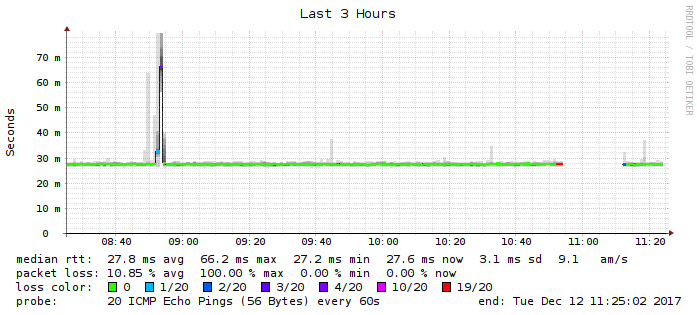 Last 3 Hours
RRDTOOL / TOBI OETIKER
Seconds
70 m
60 m
50 m
40 m
30 m
20 m
10 m
0
08:40 09:00 09:20 09:40 10:00 10:20 10:40 11:00 11:20
median rtt: 27.8 ms avg 66.2 ms max 27.2 ms min 27.6 ms now 3.1 ms sd 9.1 am/s
packet loss: 10.85 % avg 100.00 % max 0.00 % min 0.00 % now
loss color: 0 1/20 2/20 3/20 4/20 10/20 19/20
probe: 20 ICMP Echo Pings (56 Bytes) every 60s end: Tue Dec 12 11:25:02 2017